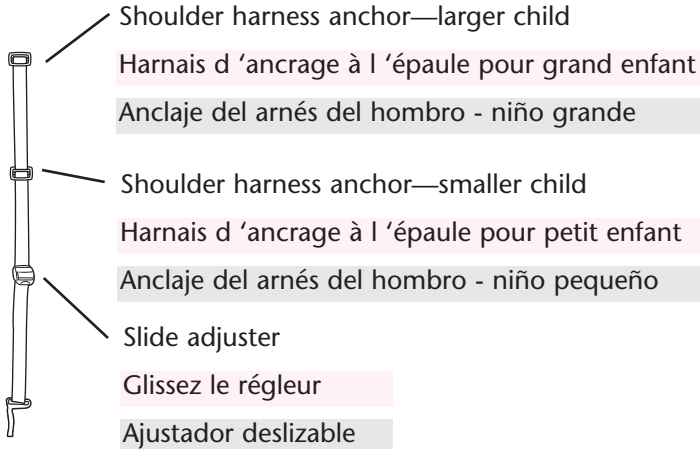 Shoulder harness anchor—larger child
Harnais d ‘ancrage à l ‘épaule pour grand enfant
Anclaje del arnés del hombro - niño grande
Shoulder harness anchor—smaller child
Harnais d ‘ancrage à l ‘épaule pour petit enfant
Anclaje del arnés del hombro - niño pequeño
Slide adjuster
Glissez le régleur
Ajustador deslizable